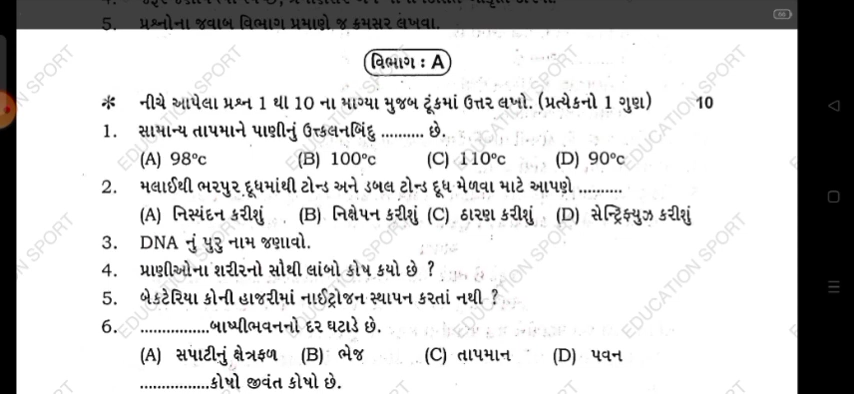 5. પ્રશ્નોના જવાબ વિભાગ પ્રમાણે જ ક્રમસર લખવા.
વિભાગ : A
* નીચે આપેલા પ્રશ્ન 1 થી 10 ના માગ્યા મુજબ ટૂંકમાં ઉત્તર લખો. (પ્રત્યેકનો 1 ગુણ) 10
1. સામાન્ય તાપમાને પાણીનું ઉત્કલનબિંદુ .......... છે.
(A) 98°c (B) 100°c (C) 110°c (D) 90°c
2. મલાઈથી ભરપુર દૂધમાંથી ટોન્ડ અને ડબલ ટોન્ડ દૂધ મેળવા માટે આપણે ..........
(A) નિસ્યંદન કરીશું (B) નિક્ષેપન કરીશું (C) ઠારણ કરીશું (D) સેન્ટ્રિફ્યુઝ કરીશું
3. DNA નું પુરુ નામ જણાવો.
4. પ્રાણીઓના શરીરનો સૌથી લાંબો કોષ કયો છે ?
5. બેકટેરિયા કોની હાજરીમાં નાઈટ્રોજન સ્થાપન કરતાં નથી ?
6. ................બાષ્પીભવનનો દર ઘટાડે છે.
(A) સપાટીનું ક્ષેત્રફળ (B) ભેજ (C) તાપમાન (D) પવન
................કોષો જીવંત કોષો છે.
EDUCATION SPORT